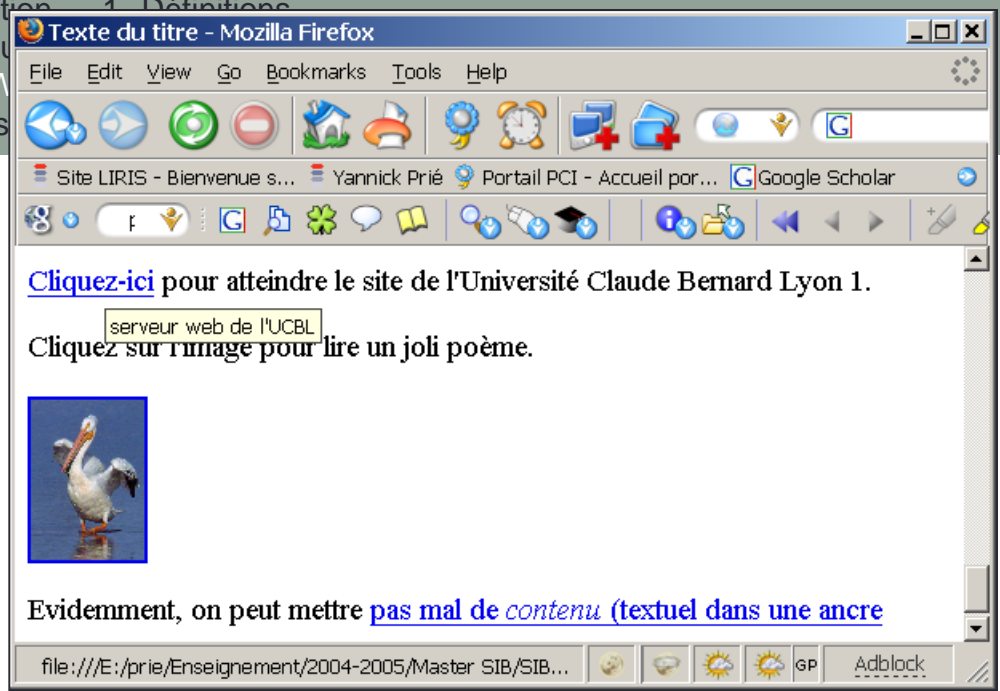 1. Définitions
Texte du titre - Mozilla Firefox
File Edit View Go Bookmarks Tools Help
G
Site LIRIS - Bienvenue s... Yannick Prié Portail PCI - Accueil por... G Google Scholar
G
Cliquez-ici pour atteindre le site de l'Université Claude Bernard Lyon 1.
serveur web de l'UCBL
Cliquez sur l'image pour lire un joli poème.
Evidemment, on peut mettre pas mal de contenu (textuel dans une ancre
file:///E:/prie/Enseignement/2004-2005/Master SIB/SIB... GP Adblock